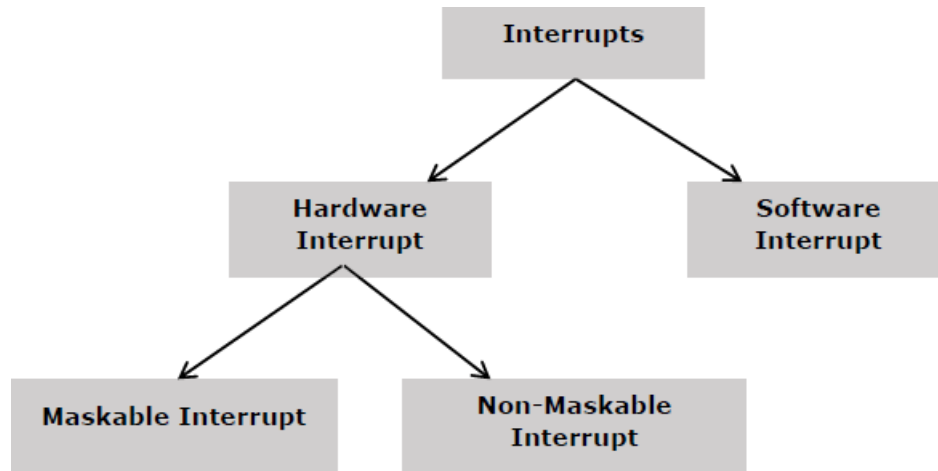 Interrupts
Hardware
Interrupt
Software
Interrupt
Maskable Interrupt
Non-Maskable
Interrupt